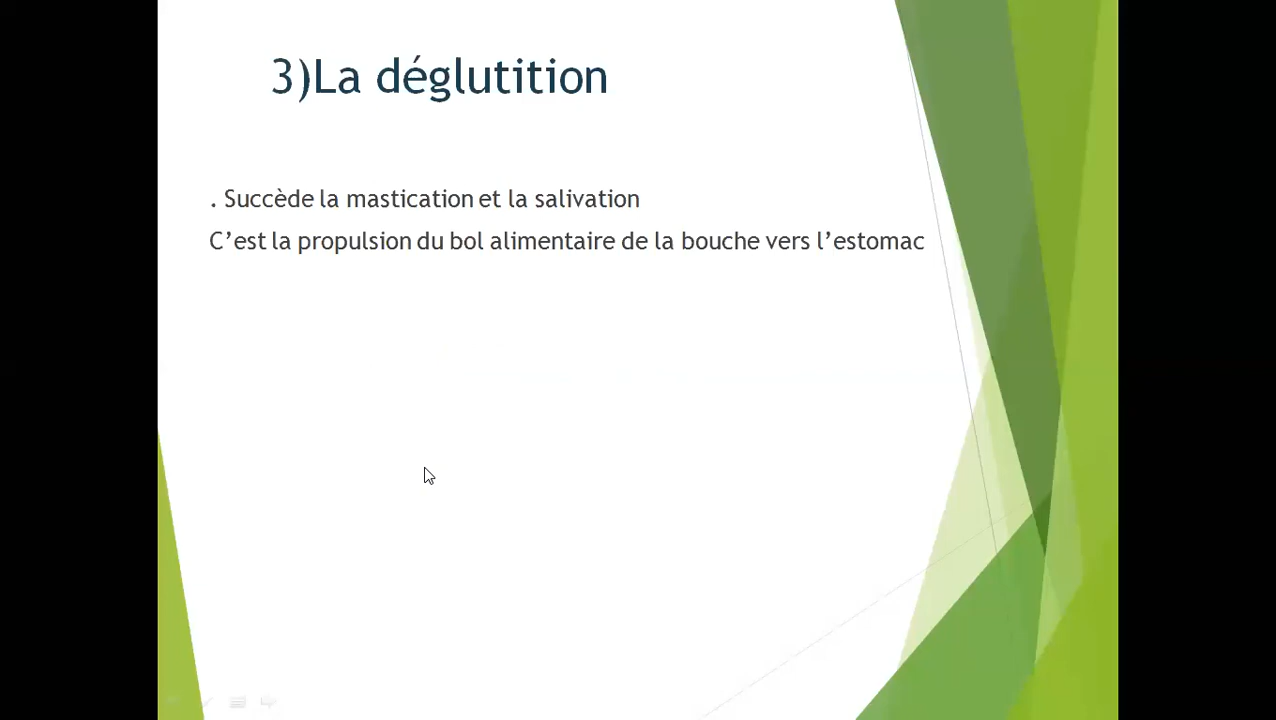 3)La déglutition
. Succède la mastication et la salivation
C’est la propulsion du bol alimentaire de la bouche vers l’estomac